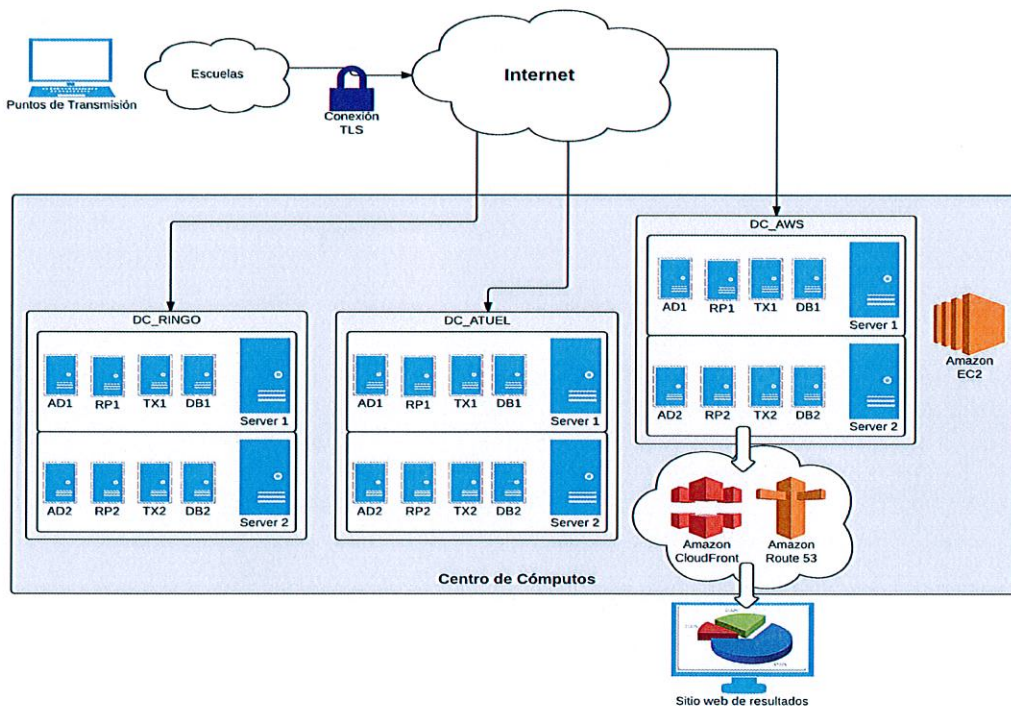 Internet
Escuelas
Puntos de Transmisión
Conexión
TLS
DC_AWS
AD1 RP1 TX1 DB1
Server 1
AD2 RP2 TX2 DB2
Server 2
Amazon
EC2
DC_RINGO
AD1 RP1 TX1 DB1
Server 1
AD2 RP2 TX2 DB2
Server 2
DC_ATUEL
AD1 RP1 TX1 DB1
Server 1
AD2 RP2 TX2 DB2
Server 2
Amazon
CloudFront
Amazon
Route 53
Centro de Cómputos
Sitio web de resultados